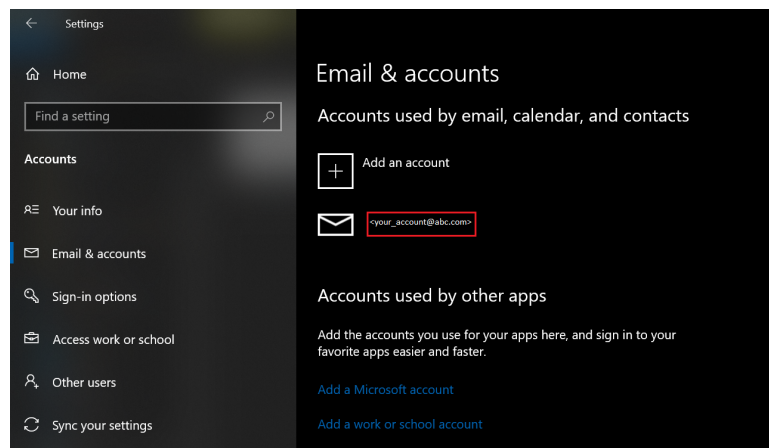 Settings
Home
Find a setting
Accounts
Your info
Email & accounts
Sign-in options
Access work or school
Other users
Sync your settings
Email & accounts
Accounts used by email, calendar, and contacts
Add an account
<your_account@abc.com>
Accounts used by other apps
Add the accounts you use for your apps here, and sign in to your
favorite apps easier and faster.
Add a Microsoft account
Add a work or school account